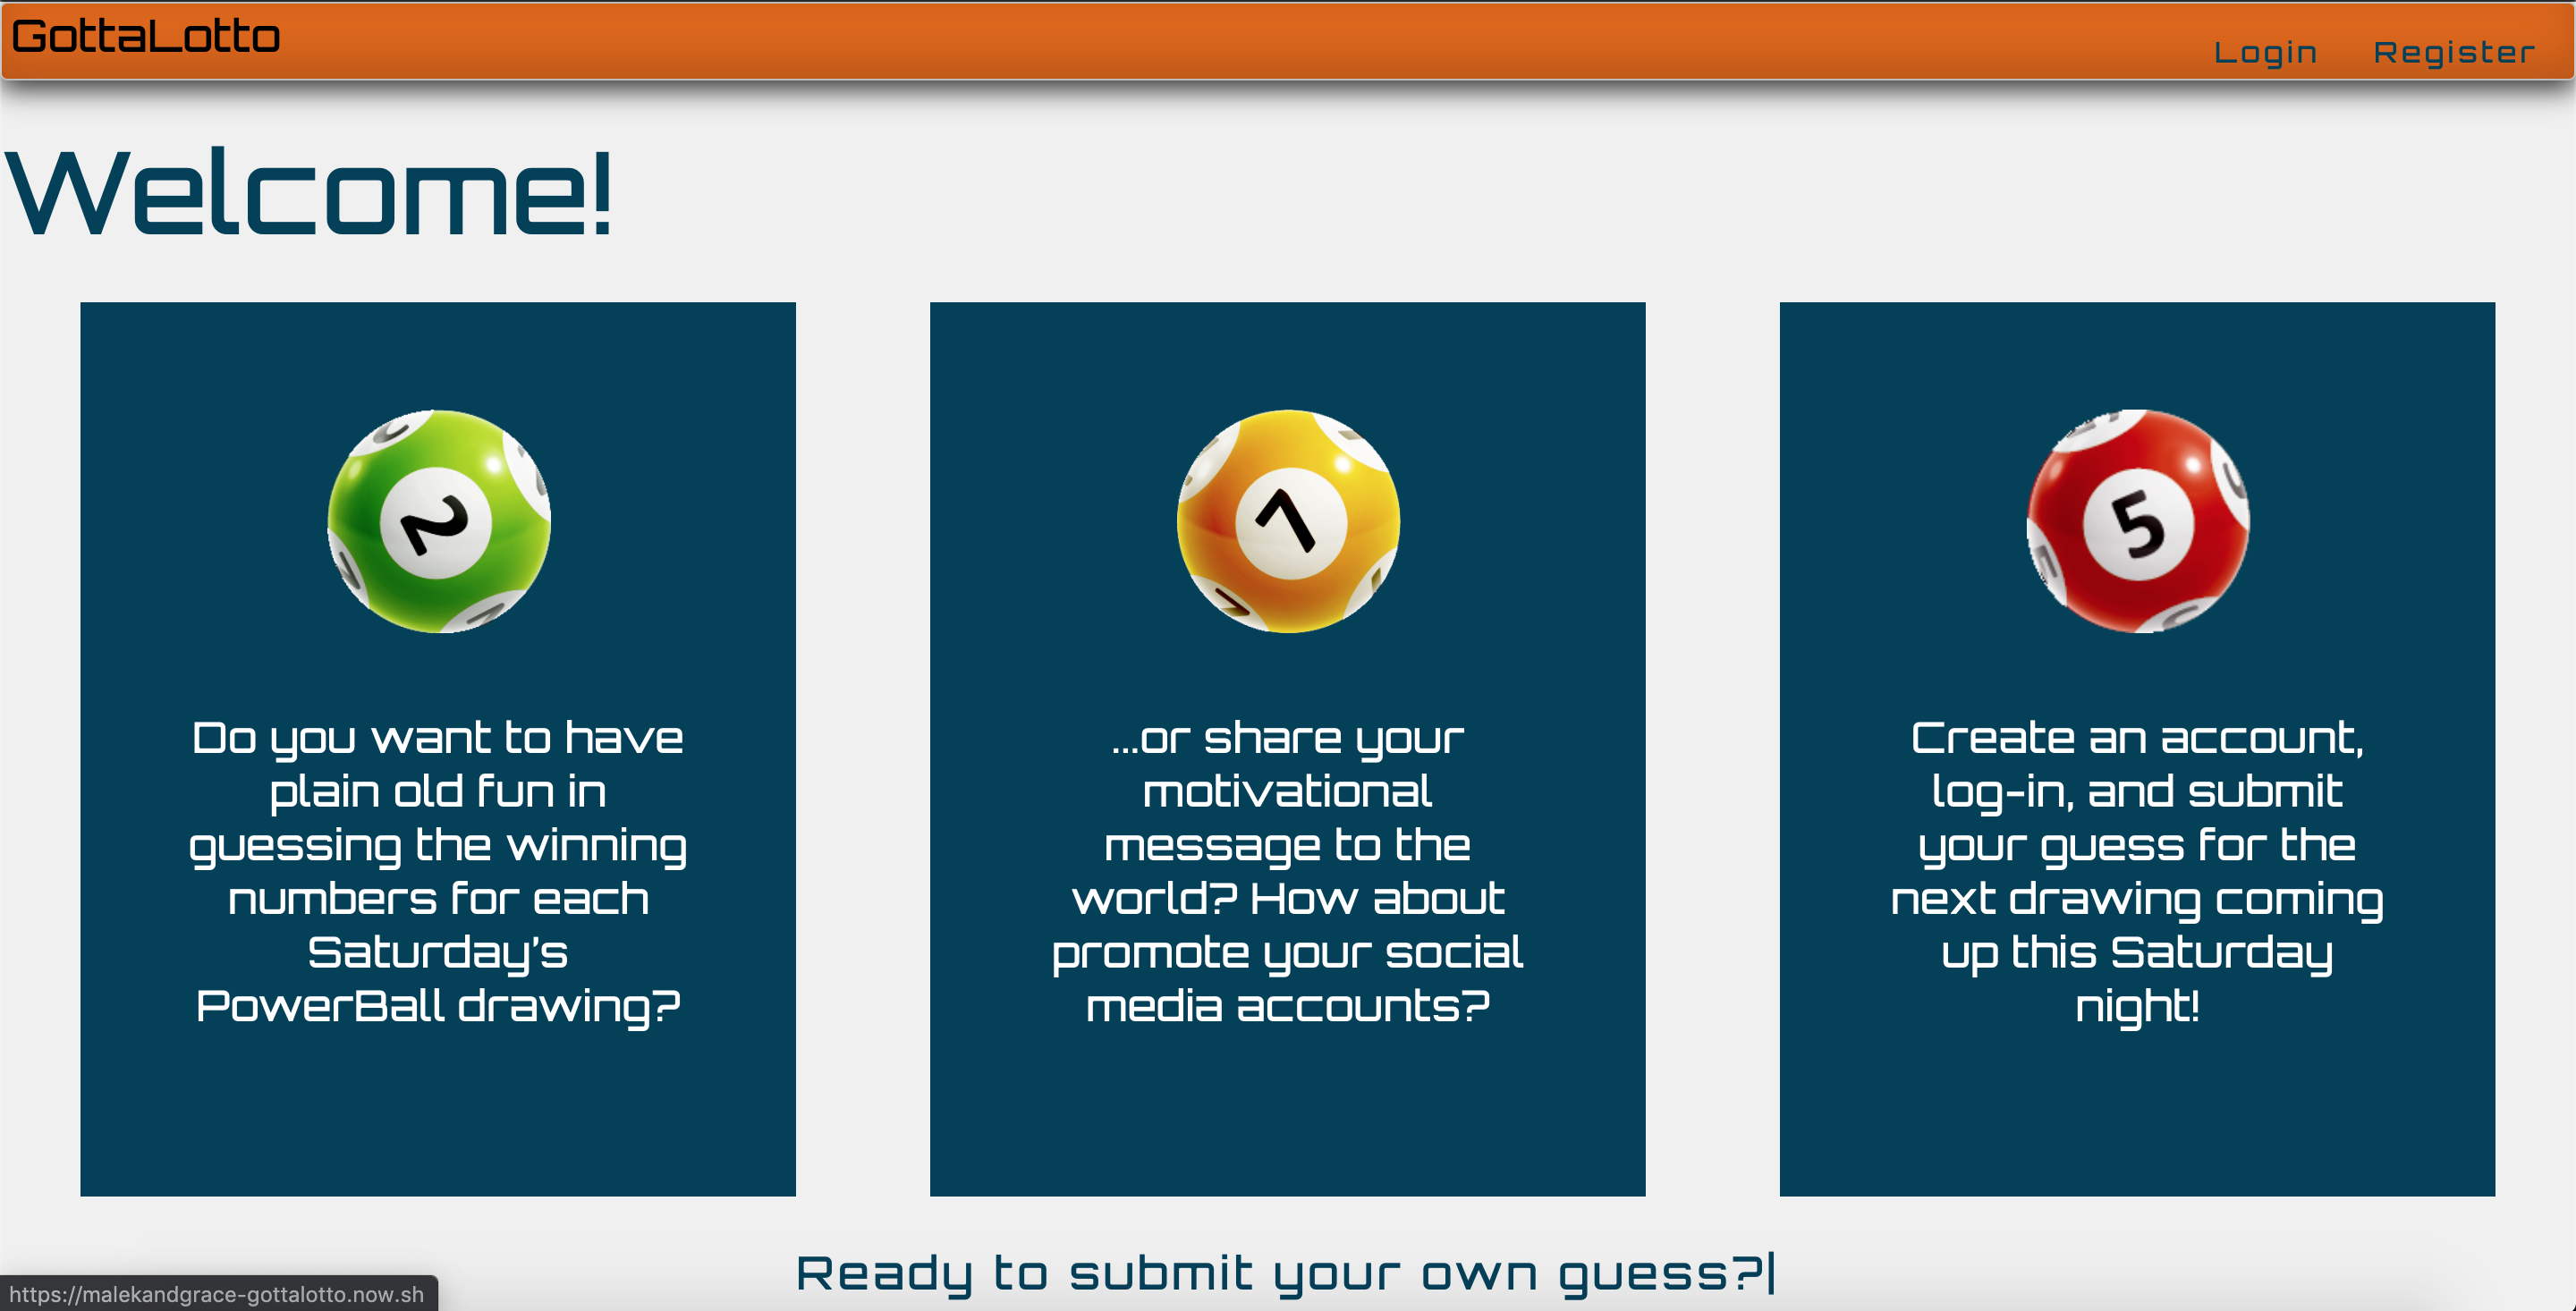 GottaLotto
Login Register
Welcome!
2
7
5
Do you want to have
plain old fun in
guessing the winning
numbers for each
Saturday's
PowerBall drawing?
...or share your
motivational
message to the
world? How about
promote your social
media accounts?
Create an account,
log-in, and submit
your guess for the
next drawing coming
up this Saturday
night!
Ready to submit your own guess?|
https://malekandgrace-gottalotto.now.sh